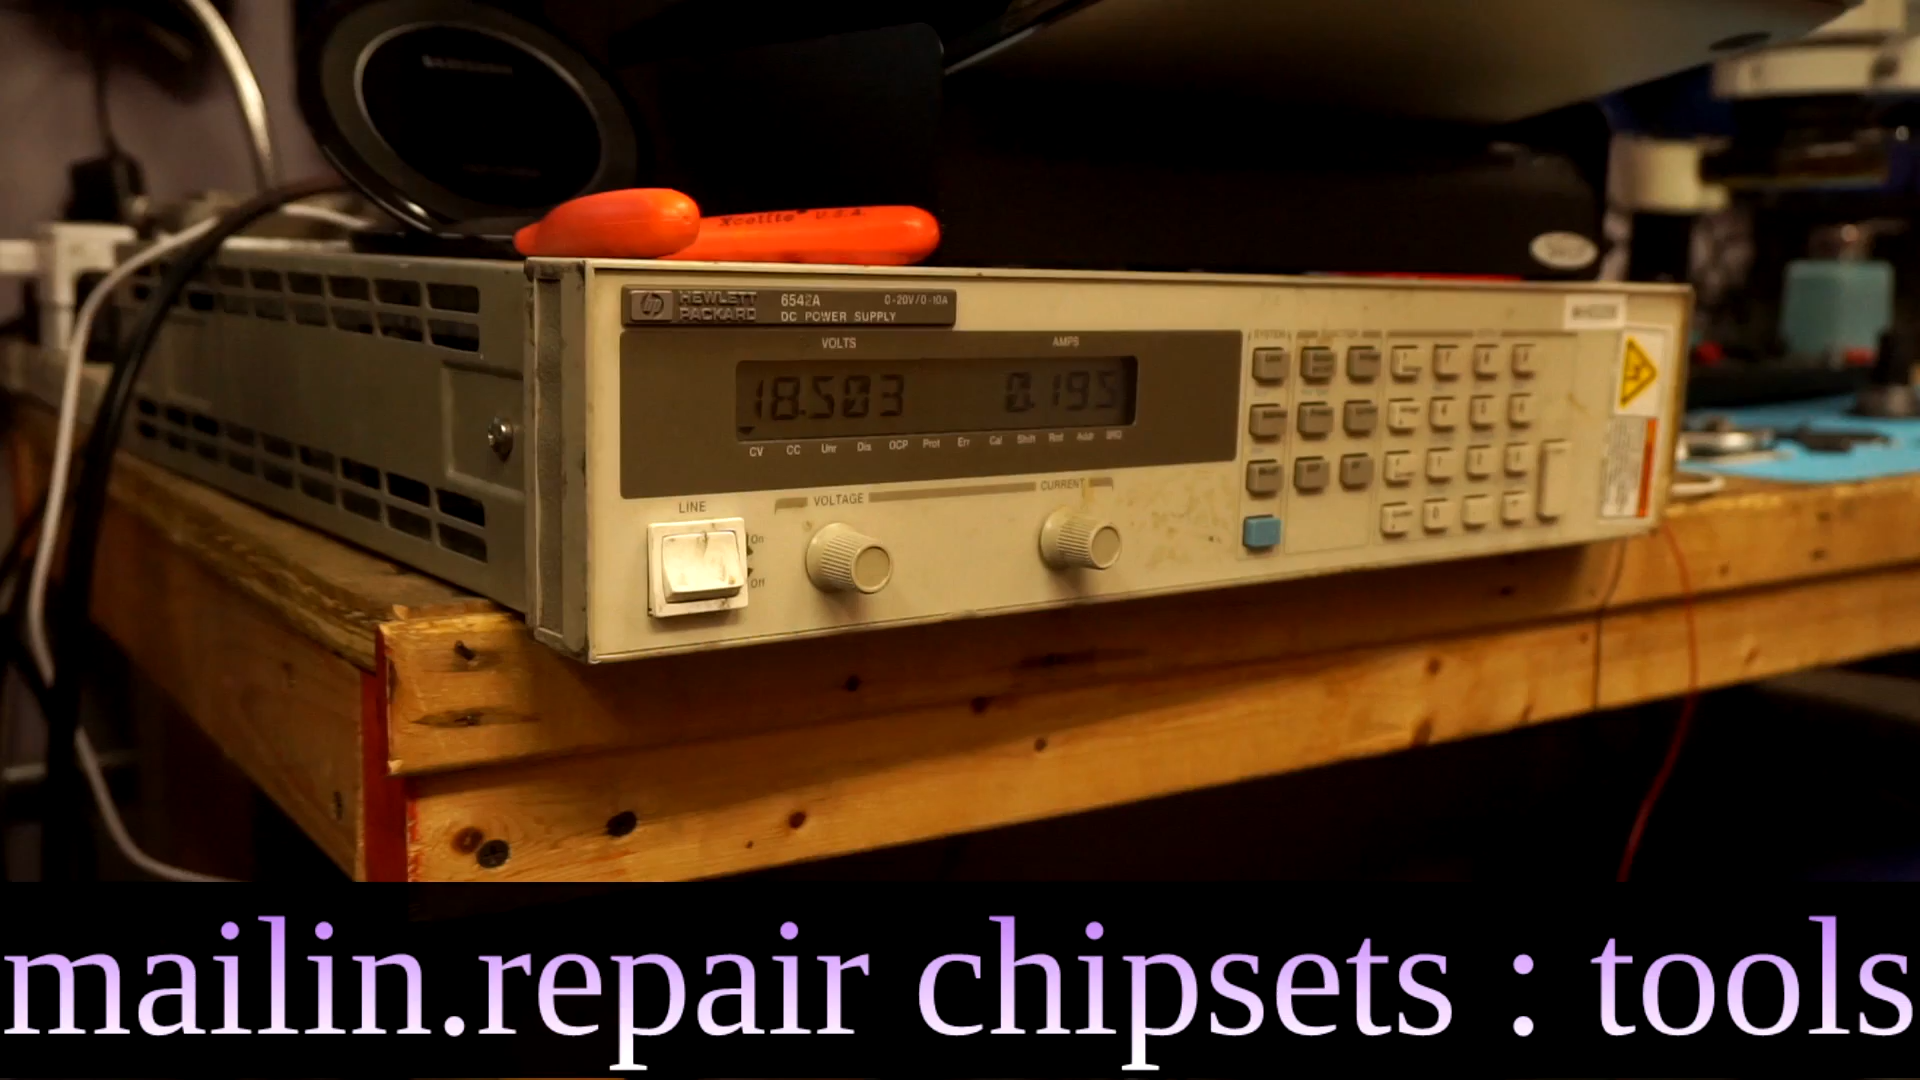 SAMSUNG
Xcelite U.S.A.
hp HEWLETT PACKARD
6542A 0-20V/0-10A
DC POWER SUPPLY
VOLTS AMPS
18.503 0.195
CV CC Unr Dis OCP Prot Err Cal Shift Rmt Addr SRQ
LINE VOLTAGE CURRENT
On
Off
mailin.repair chipsets : tools